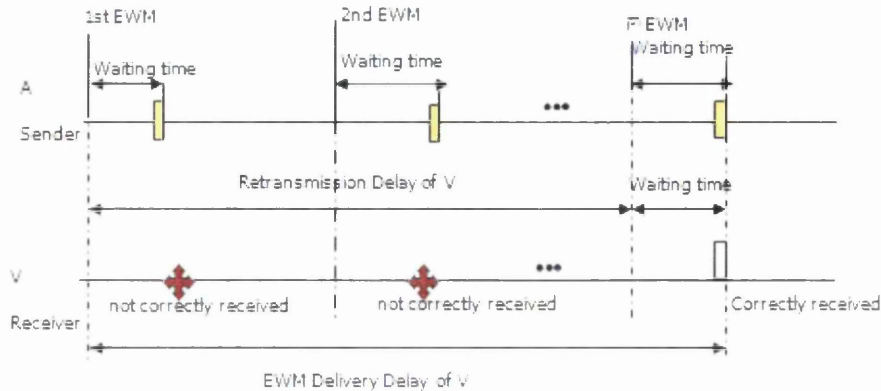 1st EWM
2nd EWM
EWM
Waiting time
Waiting time
Waiting time
A
Sender
Retransmission Delay of V
Waiting time
V
not correctly received
not correctly received
Correctly received
Receiver
EWM Delivery Delay of V